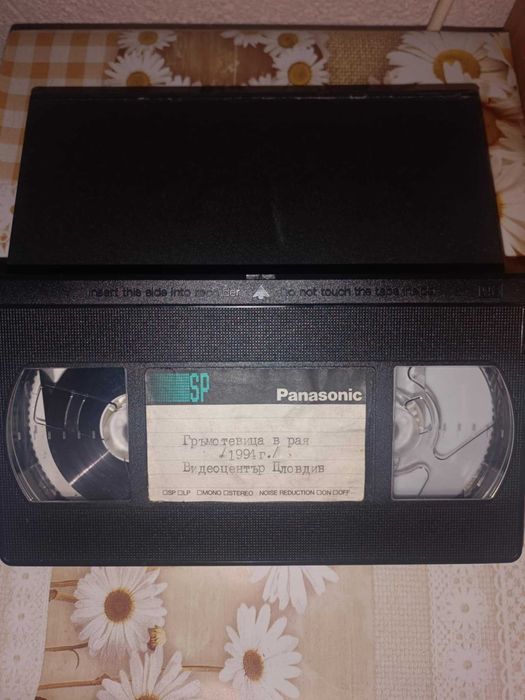 Insert this side into recorder Do not touch the tape inside
SP Panasonic
Гръмотевица в рая
/1994г./
Видеоцентър Пловдив
□SP □LP □MONO □STEREO NOISE REDUCTION □ON □OFF